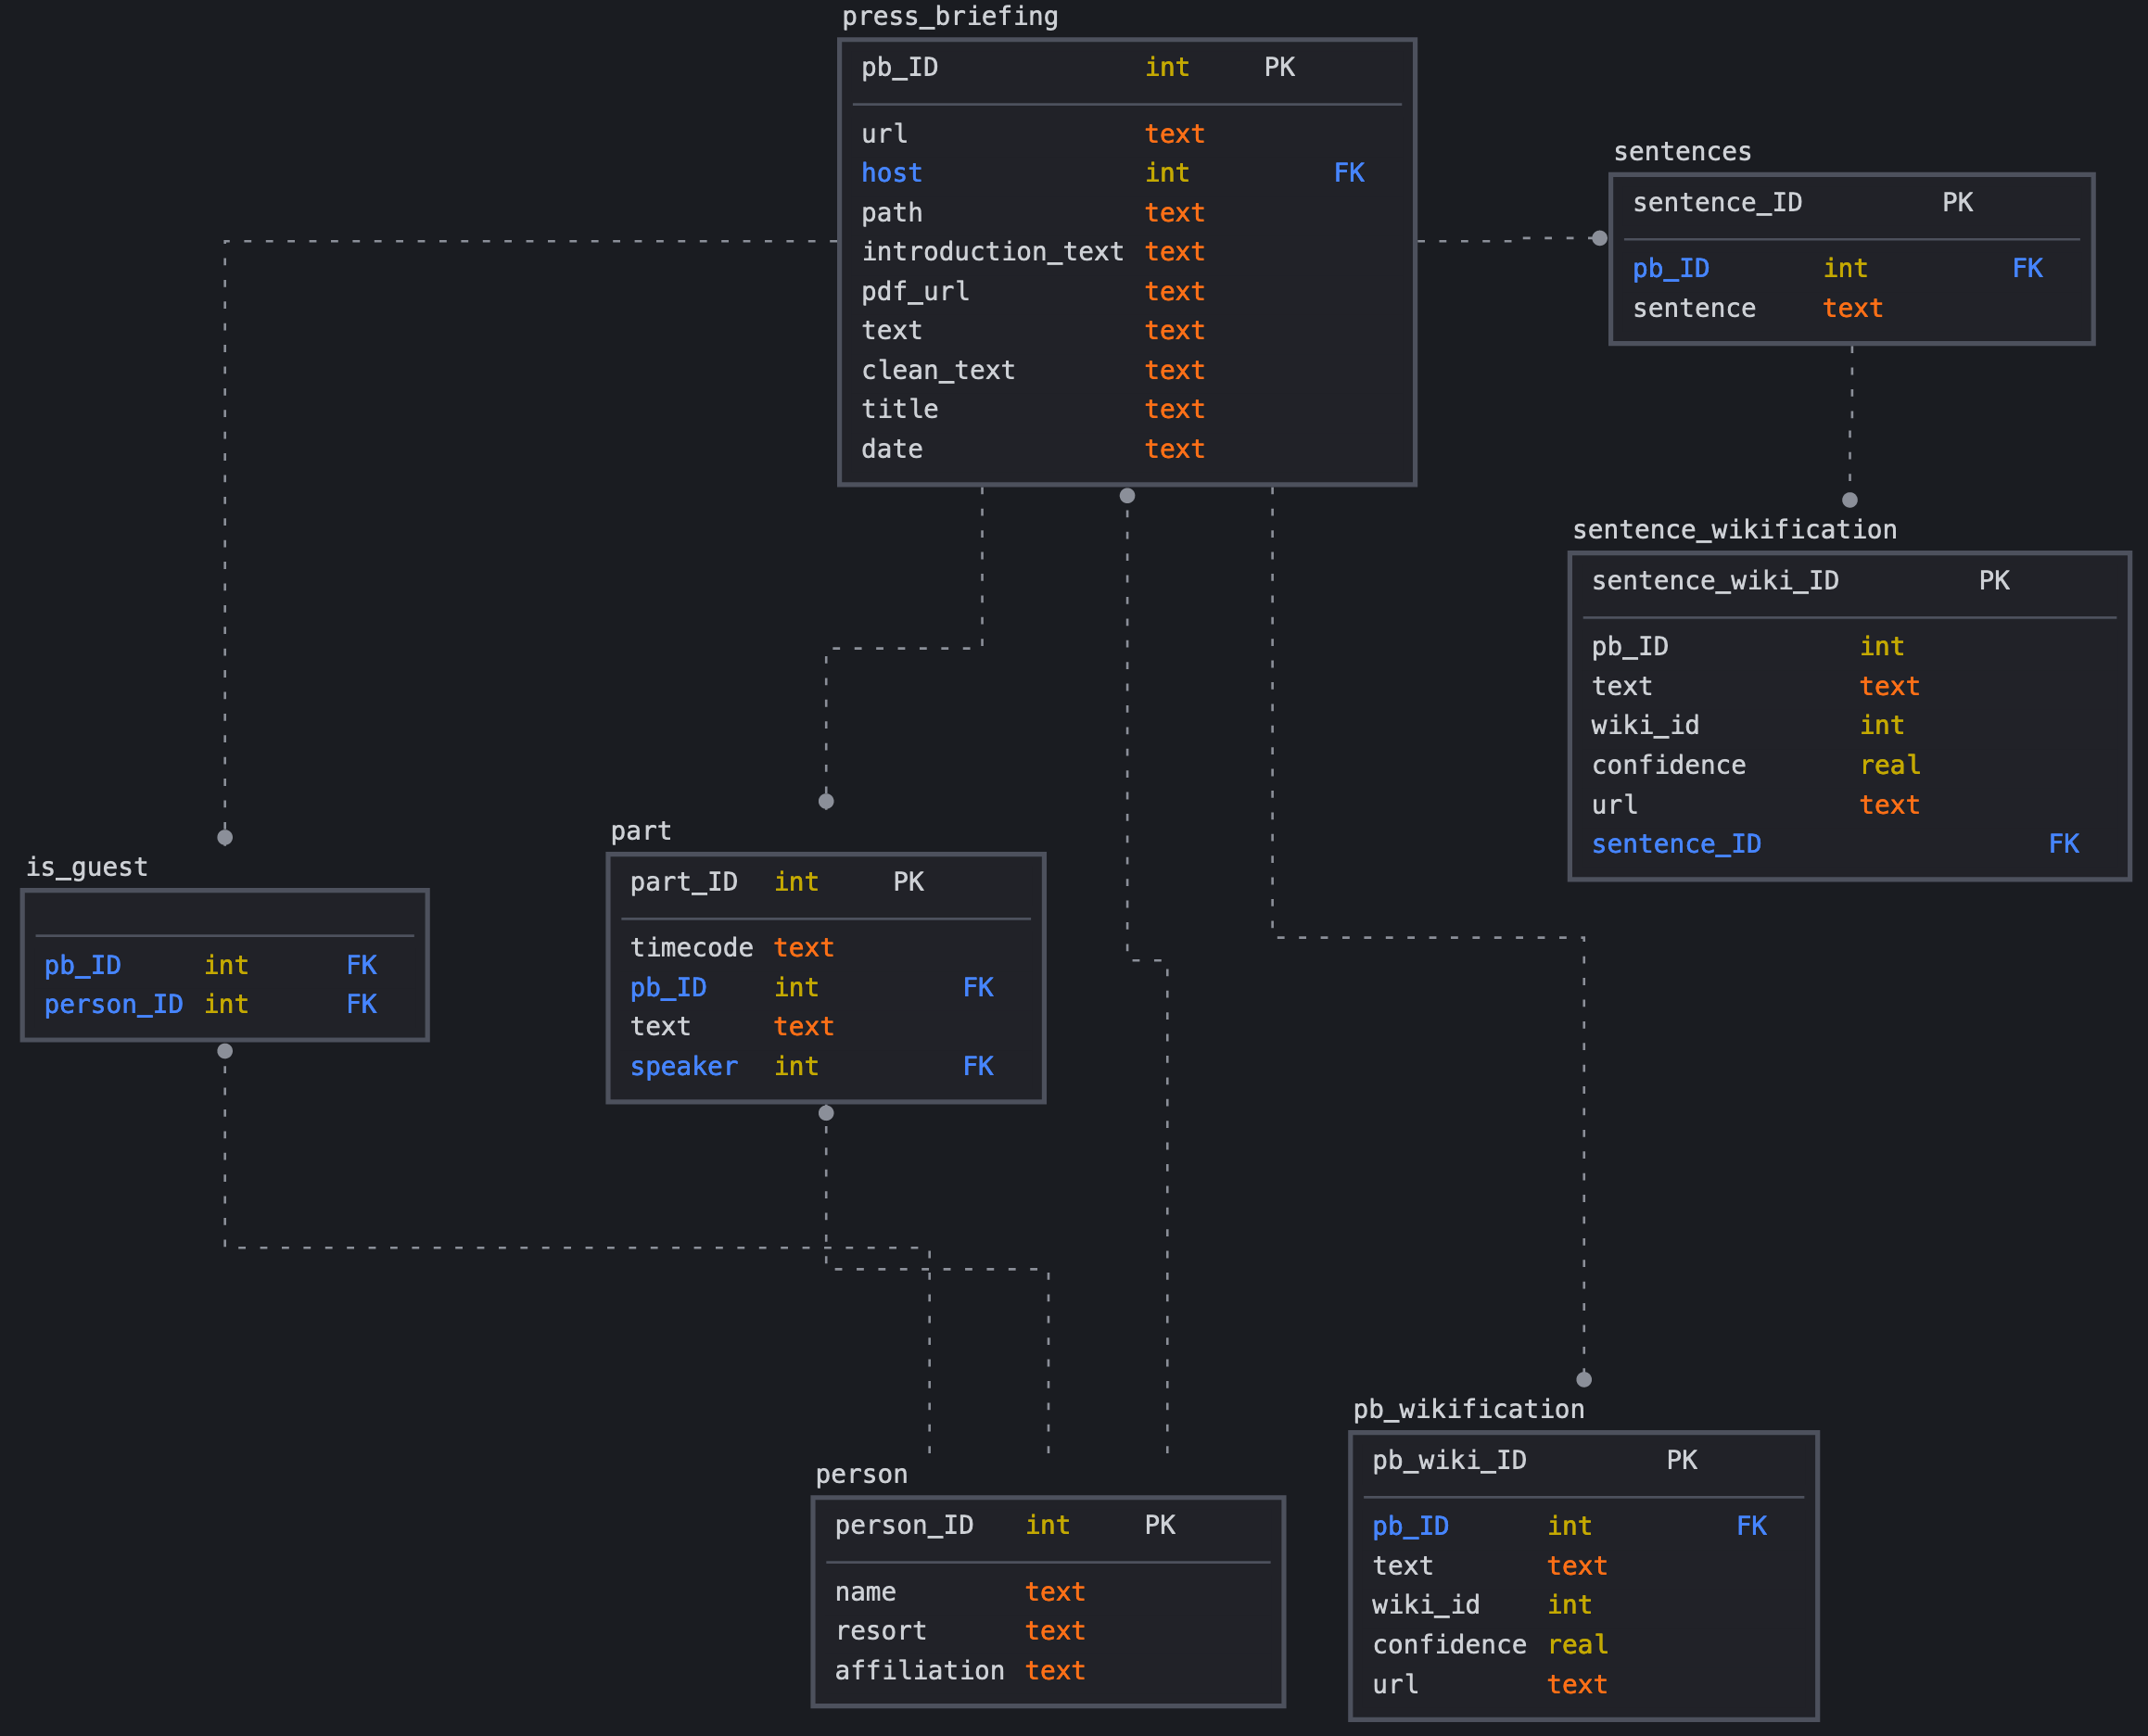 press_briefing
pb_ID int PK
url text
host int FK
path text
introduction_text text
pdf_url text
text text
clean_text text
title text
date text
sentences
sentence_ID PK
pb_ID int FK
sentence text
sentence_wikification
sentence_wiki_ID PK
pb_ID int
text text
wiki_id int
confidence real
url text
sentence_ID FK
is_guest
pb_ID int FK
person_ID int FK
part
part_ID int PK
timecode text
pb_ID int FK
text text
speaker int FK
person
person_ID int PK
name text
resort text
affiliation text
pb_wikification
pb_wiki_ID PK
pb_ID int FK
text text
wiki_id int
confidence real
url text